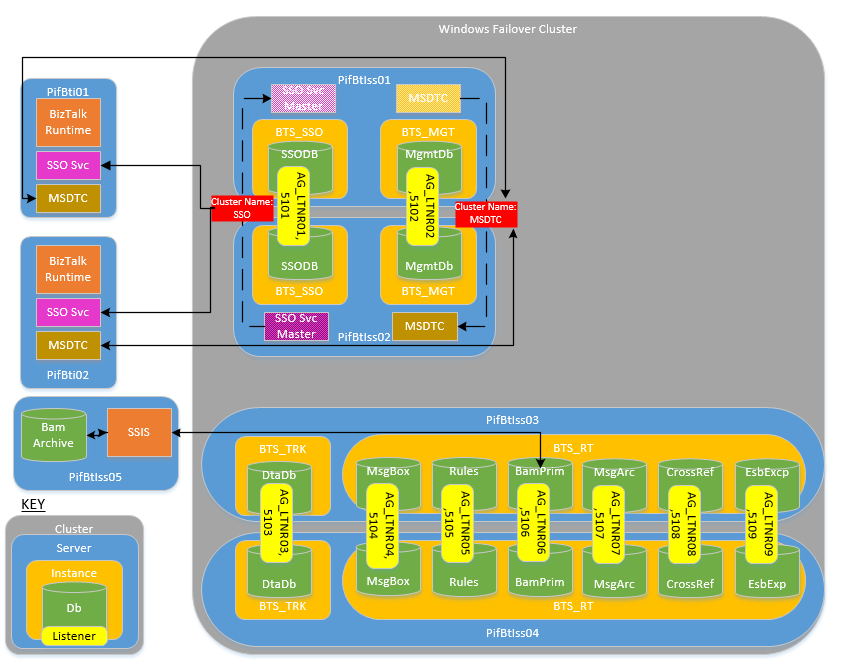 Windows Failover Cluster
PifBti01
BizTalk
Runtime
SSO Svc
MSDTC
PifBti02
BizTalk
Runtime
SSO Svc
MSDTC
PifBtIss01
SSO Svc
Master
MSDTC
BTS_SSO
SSODB
BTS_MGT
MgmtDb
AG_LTNR01,
5101
AG_LTNR02
,5102
Cluster Name:
SSO
Cluster Name:
MSDTC
SSODB
BTS_SSO
MgmtDb
BTS_MGT
SSO Svc
Master
MSDTC
PifBtIss02
Bam
Archive
SSIS
PifBtIss05
PifBtIss03
BTS_TRK
DtaDb
BTS_RT
MsgBox
Rules
BamPrim
MsgArc
CrossRef
EsbExcp
AG_LTNR03,
5103
AG_LTNR04,
5104
AG_LTNR05
,5105
AG_LTNR06
,5106
AG_LTNR07
,5107
AG_LTNR08
,5108
AG_LTNR09
,5109
DtaDb
BTS_TRK
MsgBox
Rules
BamPrim
MsgArc
CrossRef
EsbExp
BTS_RT
PifBtIss04
KEY
Cluster
Server
Instance
Db
Listener